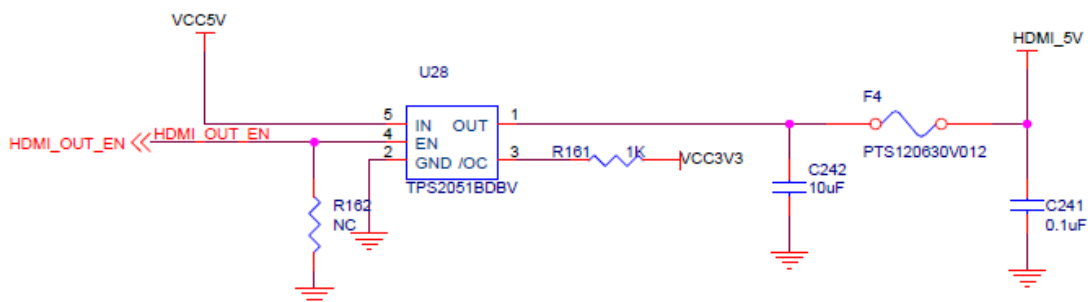 VCC5V
HDMI_5V
U28
F4
5 IN OUT 1
HDMI_OUT_EN HDMI_OUT_EN 4 EN
2 GND /OC 3 R161 1K VCC3V3
PTS120630V012
TPS2051BDBV
C242
10uF
R162
NC
C241
0.1uF